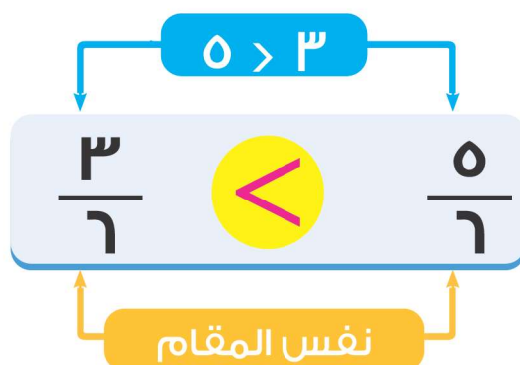 ٣ < ٥
٥/٦ > ٣/٦
نفس المقام